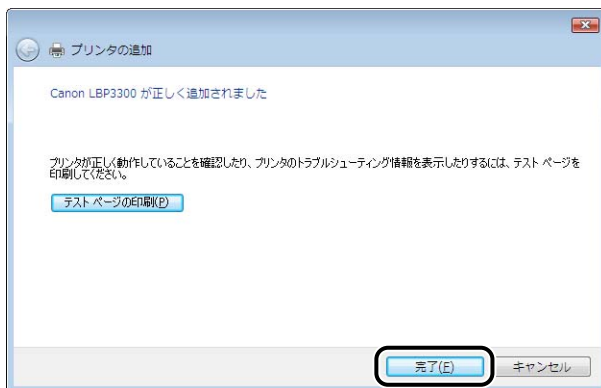 プリンタの追加
Canon LBP3300 が正しく追加されました
プリンタが正しく動作していることを確認したり、プリンタのトラブルシューティング情報を表示したりするには、テスト ページを
印刷してください。
テスト ページの印刷(P)
完了(F) キャンセル